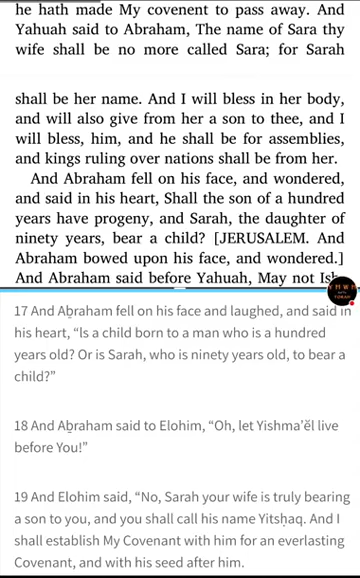 he hath made My covenent to pass away. And
Yahuah said to Abraham, The name of Sara thy
wife shall be no more called Sara; for Sarah
shall be her name. And I will bless in her body,
and will also give from her a son to thee, and I
will bless, him, and he shall be for assemblies,
and kings ruling over nations shall be from her.
And Abraham fell on his face, and wondered,
and said in his heart, Shall the son of a hundred
years have progeny, and Sarah, the daughter of
ninety years, bear a child? [JERUSALEM. And
Abraham bowed upon his face, and wondered.]
And Abraham said before Yahuah, May not
17 And Aḇraham fell on his face and laughed, and said in
his heart, “Is a child born to a man who is a hundred
years old? Or is Sarah, who is ninety years old, to bear a
child?”
18 And Aḇraham said to Elohim, “Oh, let Yishma’ĕl live
before You!”
19 And Elohim said, “No, Sarah your wife is truly bearing
a son to you, and you shall call his name Yitsḥaq. And I
shall establish My Covenant with him for an everlasting
Covenant, and with his seed after him.